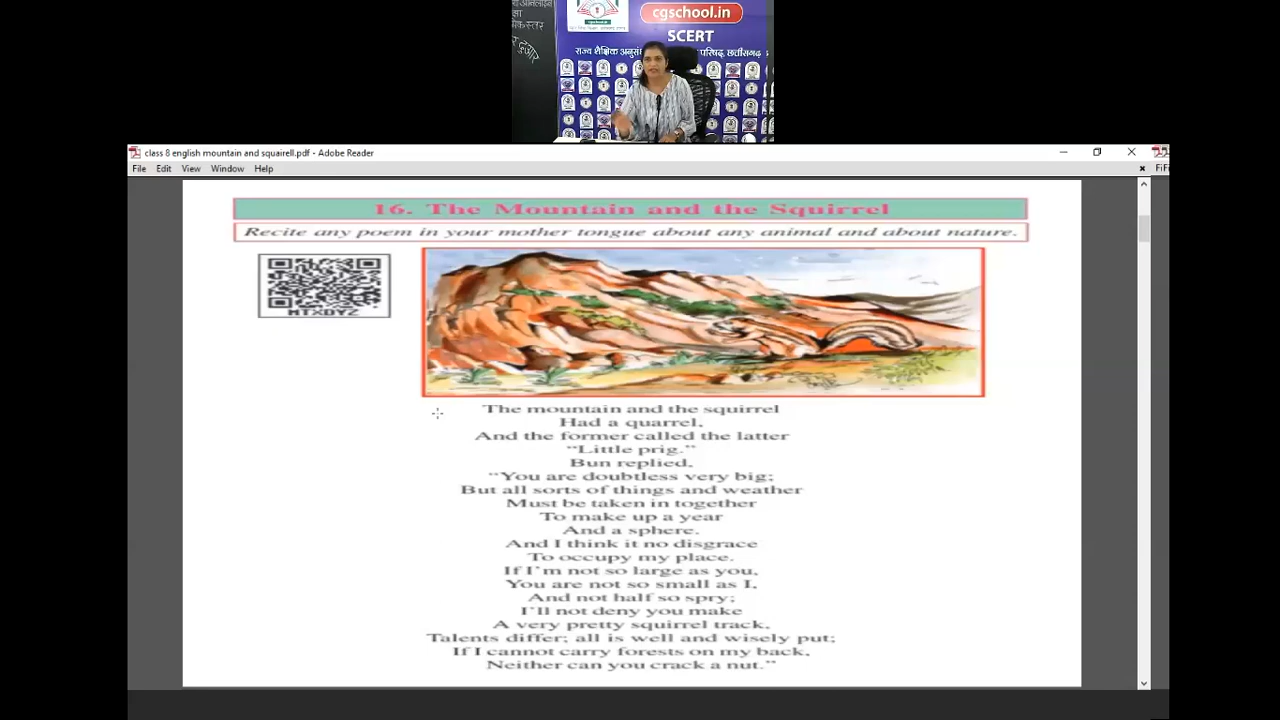 cgschool.in
SCERT
राज्य शैक्षिक अनुसं परिषद, छत्तीसगढ़
class 8 english mountain and squairell.pdf - Adobe Reader
File Edit View Window Help
16. The Mountain and the Squirrel
Recite any poem in your mother tongue about any animal and about nature.
The mountain and the squirrel
Had a quarrel,
And the former called the latter
“Little prig.”
Bun replied,
“You are doubtless very big;
But all sorts of things and weather
Must be taken in together
To make up a year
And a sphere.
And I think it no disgrace
To occupy my place.
If I’m not so large as you,
You are not so small as I,
And not half so spry;
I’ll not deny you make
A very pretty squirrel track.
Talents differ; all is well and wisely put;
If I cannot carry forests on my back,
Neither can you crack a nut.”